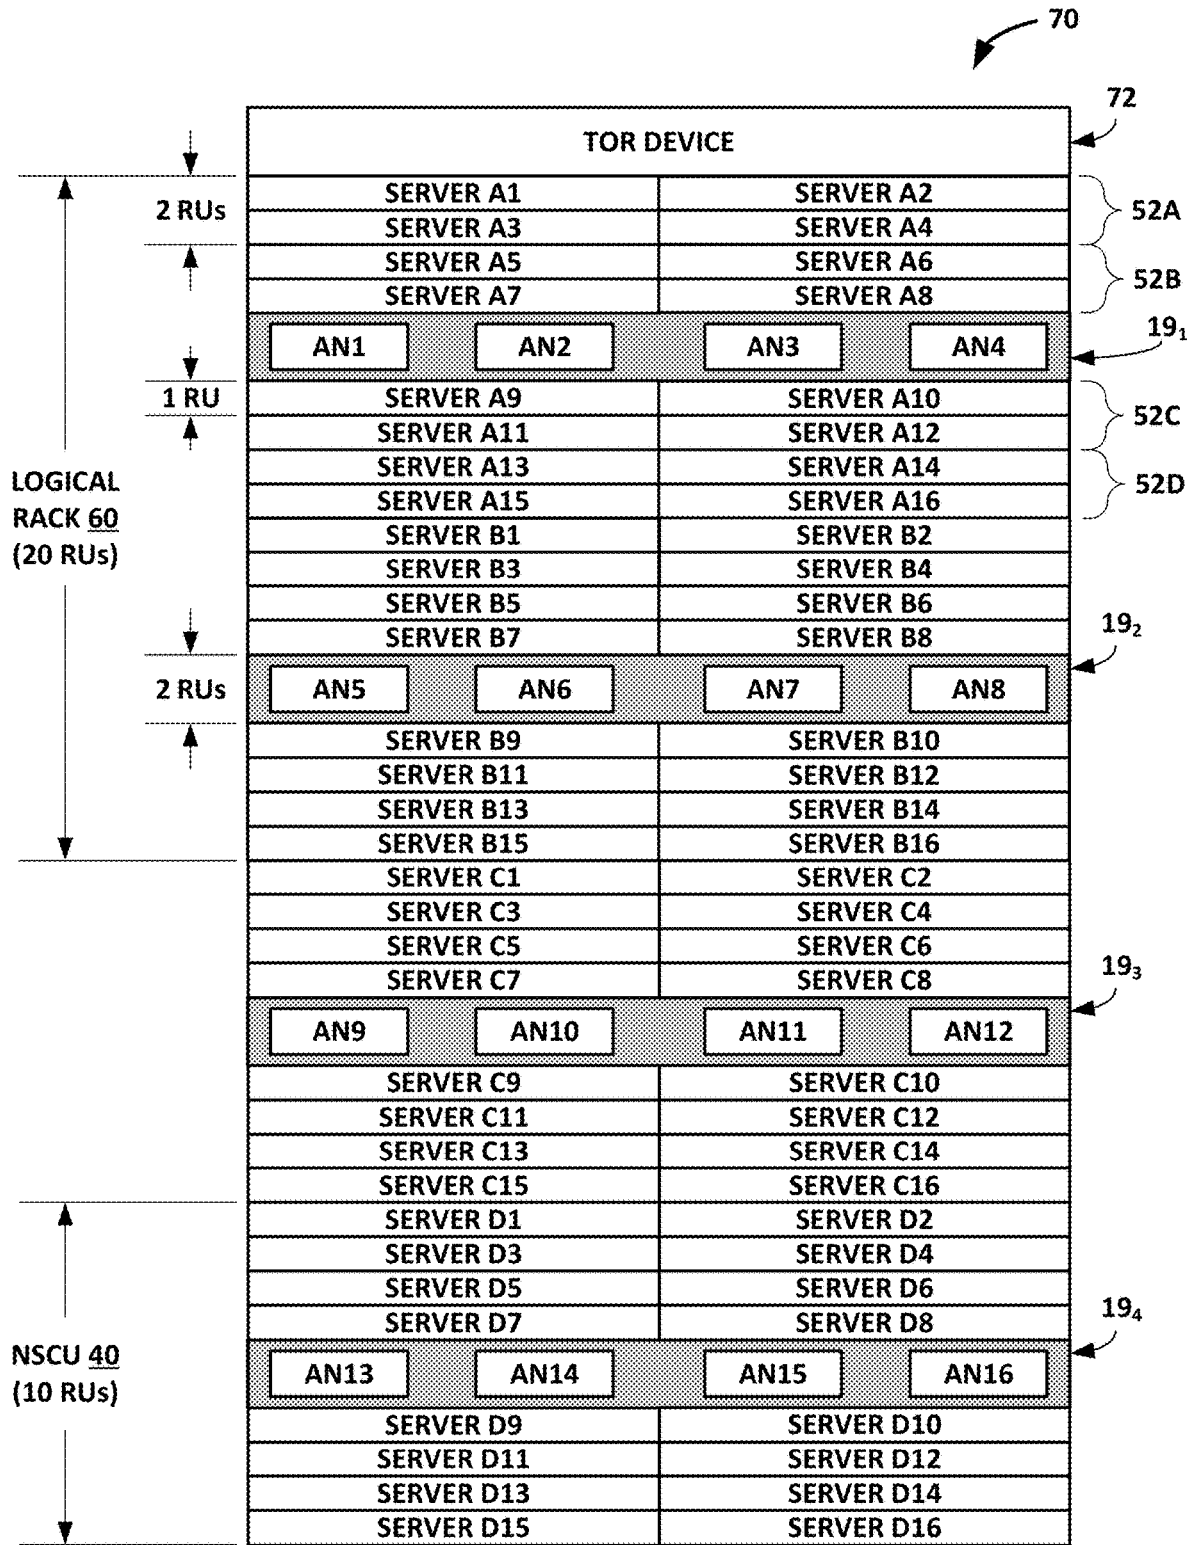 70
72
TOR DEVICE
SERVER A1 SERVER A2
2 RUs 52A
SERVER A3 SERVER A4
SERVER A5 SERVER A6
52B
SERVER A7 SERVER A8
19₁
AN1 AN2 AN3 AN4
1 RU SERVER A9 SERVER A10
52C
SERVER A11 SERVER A12
SERVER A13 SERVER A14
LOGICAL 52D
SERVER A15 SERVER A16
RACK 60
SERVER B1 SERVER B2
(20 RUs)
SERVER B3 SERVER B4
SERVER B5 SERVER B6
19₂
SERVER B7 SERVER B8
2 RUs AN5 AN6 AN7 AN8
SERVER B9 SERVER B10
SERVER B11 SERVER B12
SERVER B13 SERVER B14
SERVER B15 SERVER B16
SERVER C1 SERVER C2
SERVER C3 SERVER C4
SERVER C5 SERVER C6
19₃
SERVER C7 SERVER C8
AN9 AN10 AN11 AN12
SERVER C9 SERVER C10
SERVER C11 SERVER C12
SERVER C13 SERVER C14
SERVER C15 SERVER C16
SERVER D1 SERVER D2
SERVER D3 SERVER D4
SERVER D5 SERVER D6
19₄
SERVER D7 SERVER D8
NSCU 40
AN13 AN14 AN15 AN16
(10 RUs)
SERVER D9 SERVER D10
SERVER D11 SERVER D12
SERVER D13 SERVER D14
SERVER D15 SERVER D16